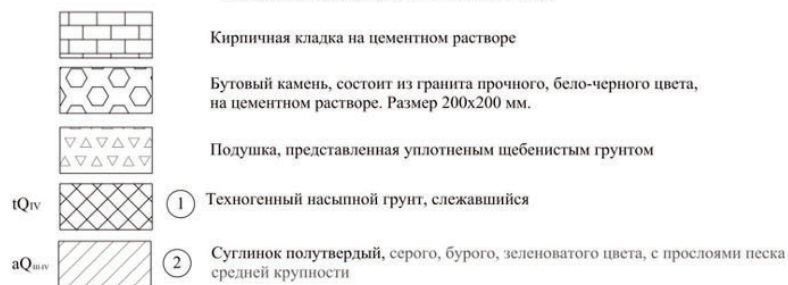 Кирпичная кладка на цементном растворе
Бутовый камень, состоит из гранита прочного, бело-черного цвета,
на цементном растворе. Размер 200х200 мм.
Подушка, представленная уплотненым щебенистым грунтом
tQIV 1 Техногенный насыпной грунт, слежавшийся
aQIII-IV 2 Суглинок полутвердый, серого, бурого, зеленоватого цвета, с прослоями песка
средней крупности